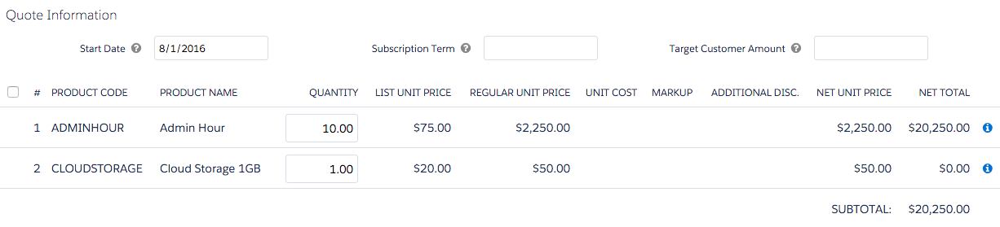 Quote Information
Start Date ? 8/1/2016 Subscription Term ? Target Customer Amount ?
# PRODUCT CODE PRODUCT NAME QUANTITY LIST UNIT PRICE REGULAR UNIT PRICE UNIT COST MARKUP ADDITIONAL DISC. NET UNIT PRICE NET TOTAL
1 ADMINHOUR Admin Hour 10.00 $75.00 $2,250.00 $2,250.00 $20,250.00 i
2 CLOUDSTORAGE Cloud Storage 1GB 1.00 $20.00 $50.00 $50.00 $0.00 i
SUBTOTAL: $20,250.00